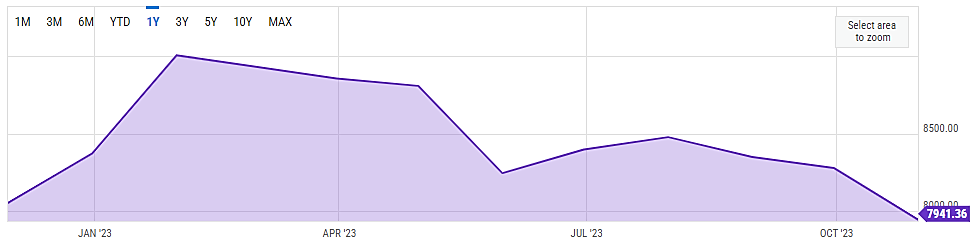 1M 3M 6M YTD 1Y 3Y 5Y 10Y MAX
Select area
to zoom
8500.00
8000.00
7941.36
JAN '23 APR '23 JUL '23 OCT '23